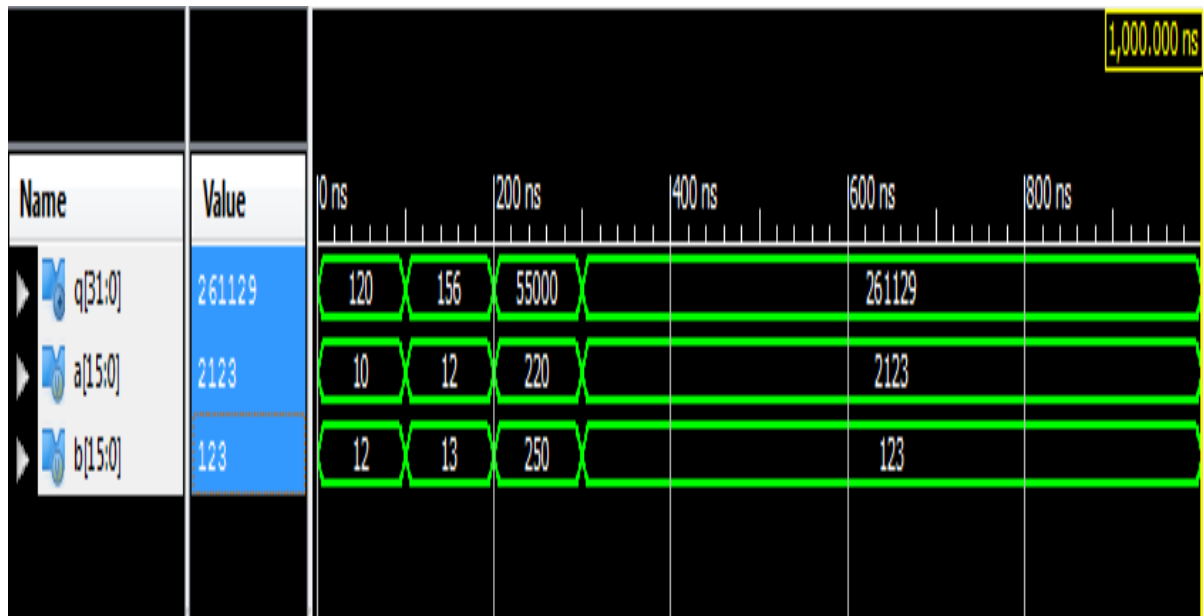 1,000.000 ns
Name Value 0 ns 200 ns 400 ns 600 ns 800 ns
q[31:0] 261129 120 156 55000 261129
a[15:0] 2123 10 12 220 2123
b[15:0] 123 12 13 250 123